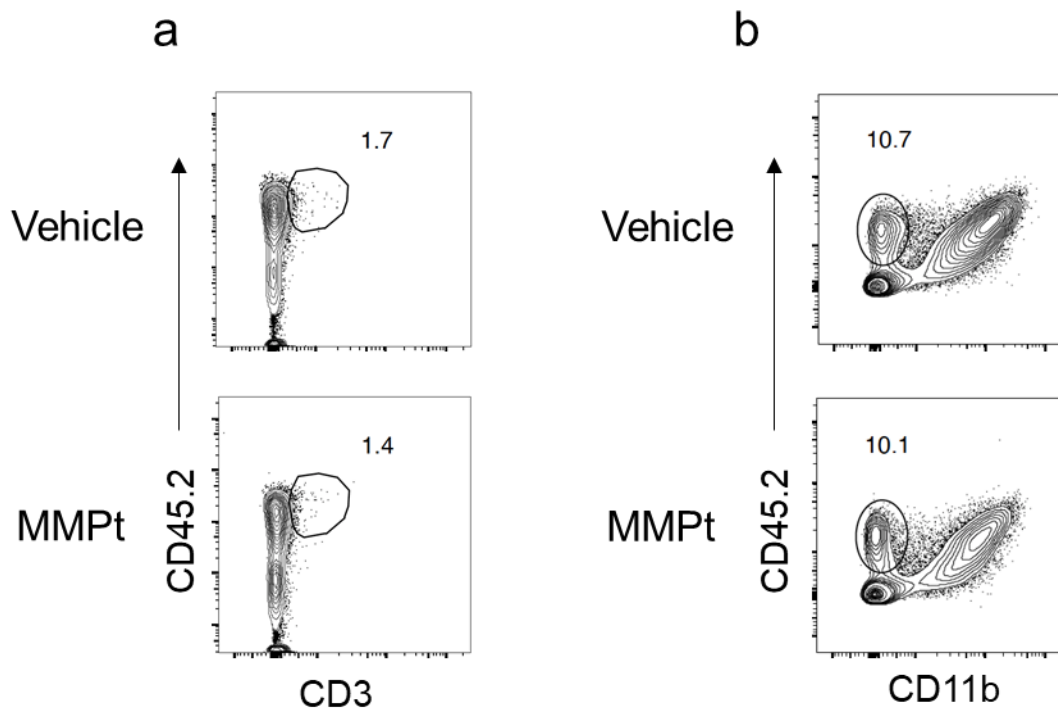 a
b
1.7
10.7
Vehicle
Vehicle
1.4
10.1
MMPt
CD45.2
MMPt
CD45.2
CD3
CD11b